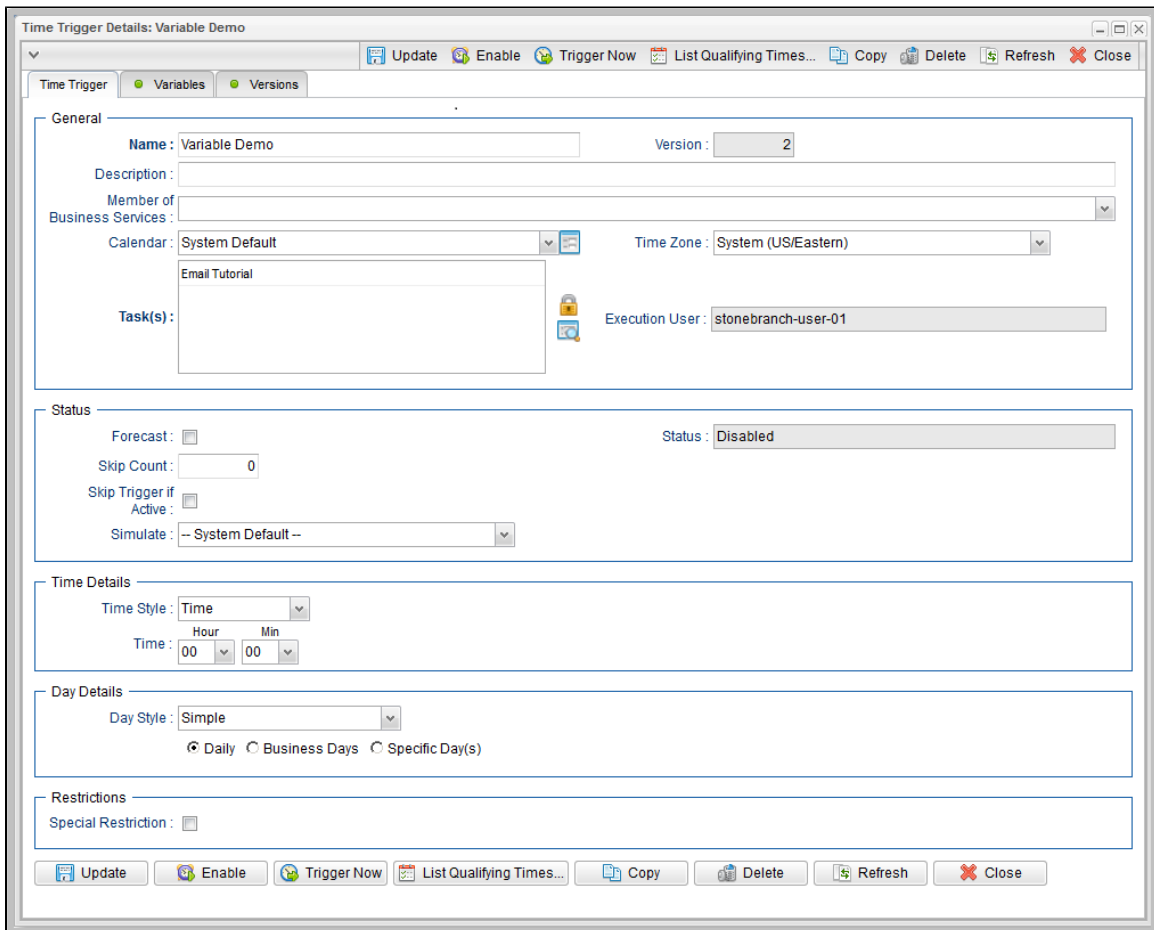 Time Trigger Details: Variable Demo
Update Enable Trigger Now List Qualifying Times... Copy Delete Refresh Close
Time Trigger Variables Versions
General
Name : Variable Demo Version : 2
Description :
Member of
Business Services :
Calendar : System Default Time Zone : System (US/Eastern)
Email Tutorial
Task(s) : Execution User : stonebranch-user-01
Status
Forecast : Status : Disabled
Skip Count : 0
Skip Trigger if
Active :
Simulate : -- System Default --
Time Details
Time Style : Time
Hour Min
Time : 00 00
Day Details
Day Style : Simple
Daily Business Days Specific Day(s)
Restrictions
Special Restriction :
Update Enable Trigger Now List Qualifying Times... Copy Delete Refresh Close